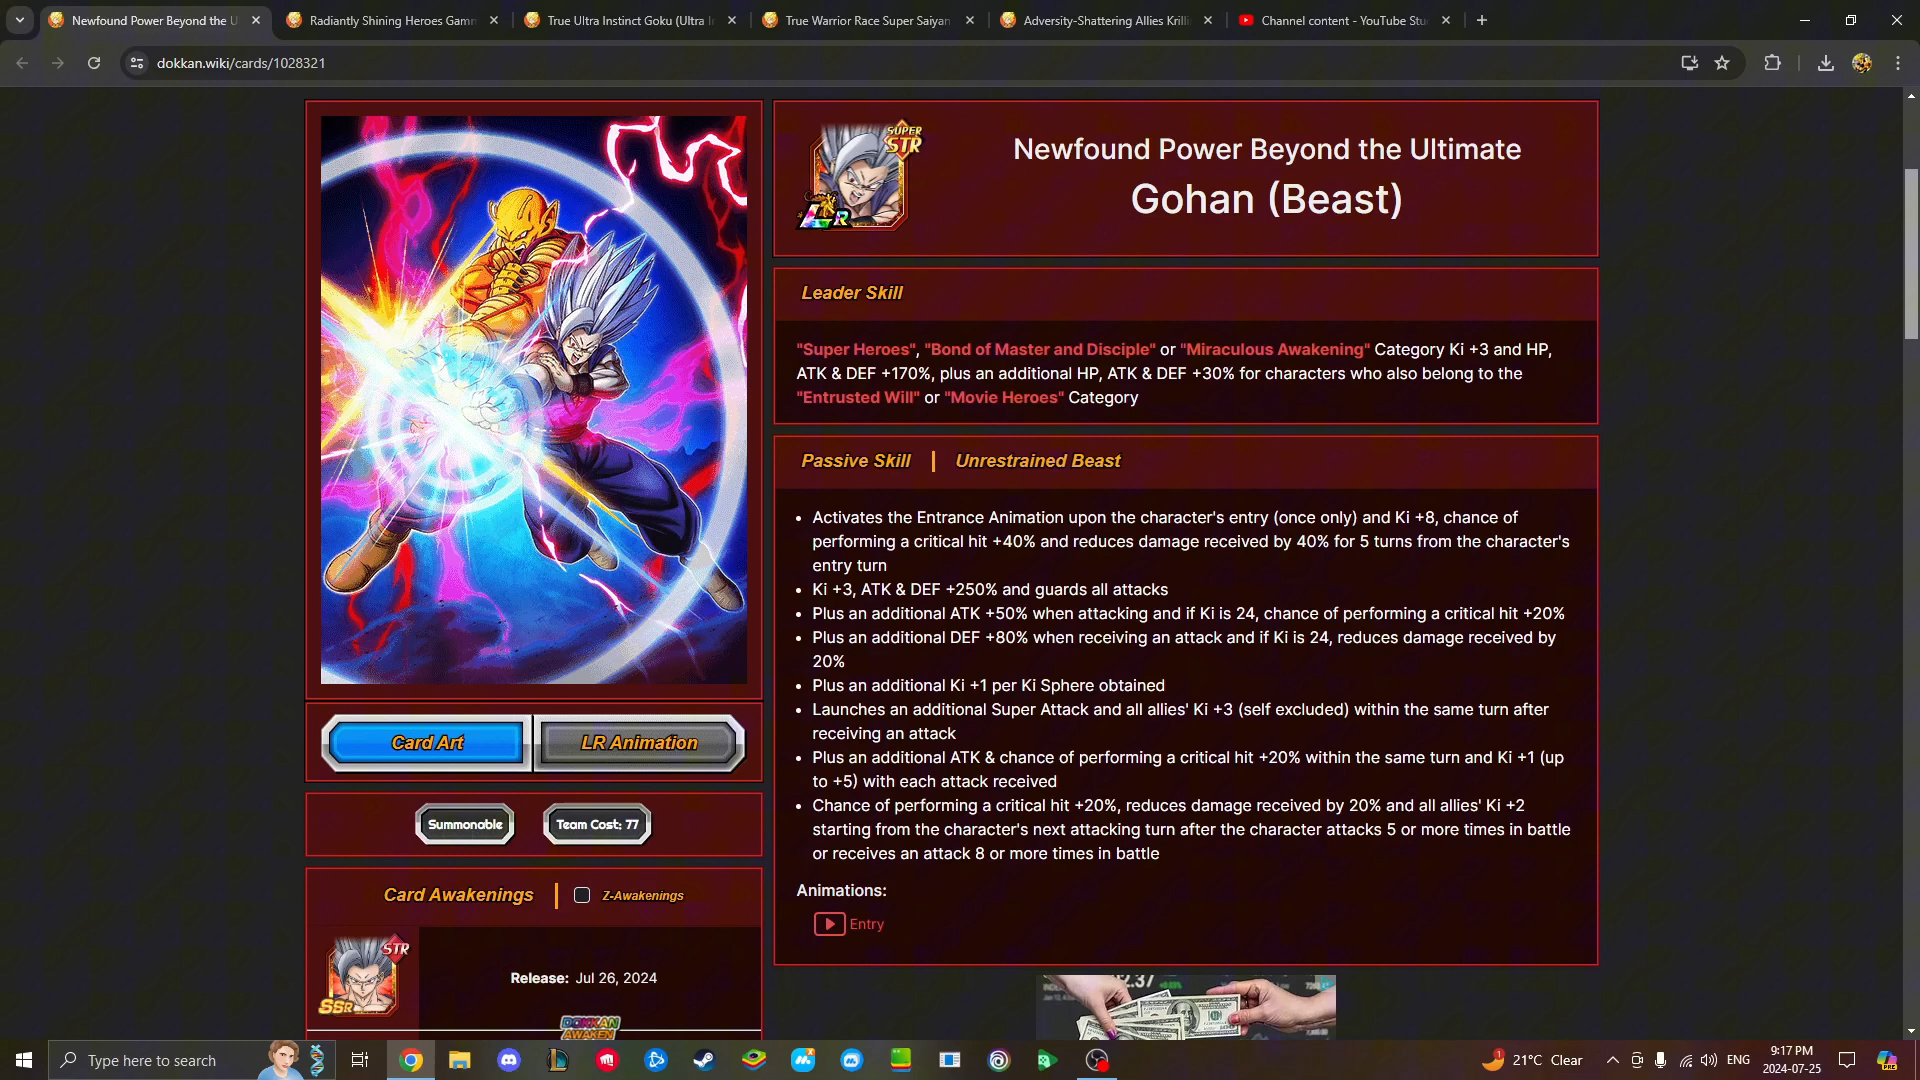 Newfound Power Beyond the U
Radiantly Shining Heroes Gamm
True Ultra Instinct Goku (Ultra I
True Warrior Race Super Saiyan
Adversity-Shattering Allies Krilli
Channel content - YouTube Stu
dokkan.wiki/cards/1028321
SUPER
STR
LR
Newfound Power Beyond the Ultimate
Gohan (Beast)
Leader Skill
"Super Heroes", "Bond of Master and Disciple" or "Miraculous Awakening" Category Ki +3 and HP,
ATK & DEF +170%, plus an additional HP, ATK & DEF +30% for characters who also belong to the
"Entrusted Will" or "Movie Heroes" Category
Passive Skill
Unrestrained Beast
• Activates the Entrance Animation upon the character's entry (once only) and Ki +8, chance of
performing a critical hit +40% and reduces damage received by 40% for 5 turns from the character's
entry turn
• Ki +3, ATK & DEF +250% and guards all attacks
• Plus an additional ATK +50% when attacking and if Ki is 24, chance of performing a critical hit +20%
• Plus an additional DEF +80% when receiving an attack and if Ki is 24, reduces damage received by
20%
• Plus an additional Ki +1 per Ki Sphere obtained
• Launches an additional Super Attack and all allies' Ki +3 (self excluded) within the same turn after
receiving an attack
• Plus an additional ATK & chance of performing a critical hit +20% within the same turn and Ki +1 (up
to +5) with each attack received
• Chance of performing a critical hit +20%, reduces damage received by 20% and all allies' Ki +2
starting from the character's next attacking turn after the character attacks 5 or more times in battle
or receives an attack 8 or more times in battle
Animations:
Entry
Card Art
LR Animation
Summonable
Team Cost: 77
Card Awakenings
Z-Awakenings
STR
SSR
Release: Jul 26, 2024
DOKKAN
AWAKEN
Type here to search
21°C Clear
ENG
9:17 PM
2024-07-25